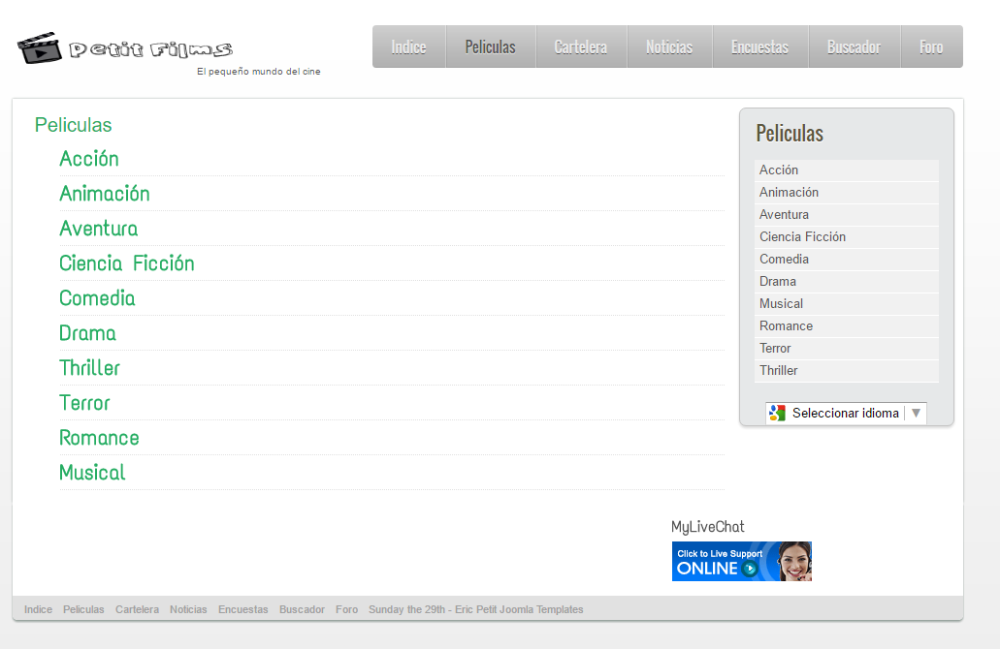 Petit Films
El pequeño mundo del cine
Indice Peliculas Cartelera Noticias Encuestas Buscador Foro
Peliculas
Acción
Animación
Aventura
Ciencia Ficción
Comedia
Drama
Thriller
Terror
Romance
Musical
Peliculas
Acción
Animación
Aventura
Ciencia Ficción
Comedia
Drama
Musical
Romance
Terror
Thriller
Seleccionar idioma
MyLiveChat
Click to Live Support
ONLINE
Indice Peliculas Cartelera Noticias Encuestas Buscador Foro Sunday the 29th - Eric Petit Joomla Templates